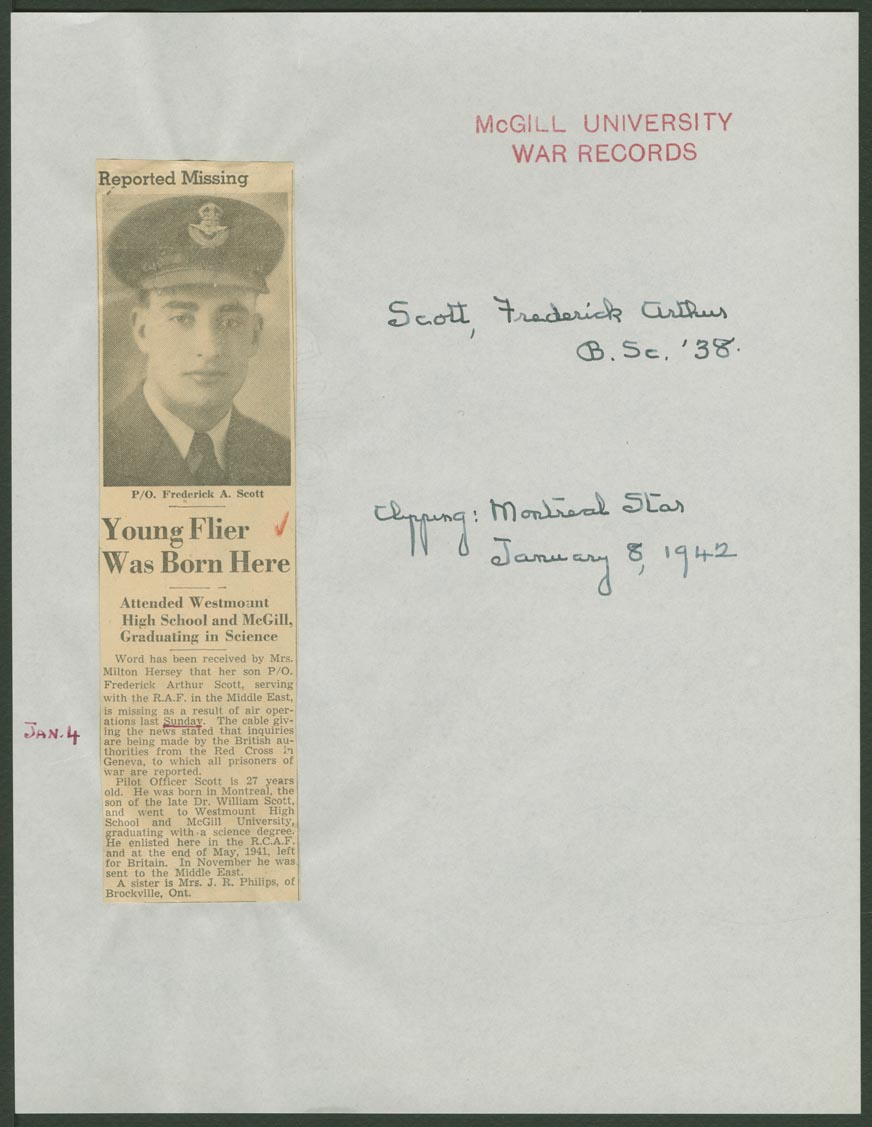 McGILL UNIVERSITY
WAR RECORDS
Reported Missing
P/O. Frederick A. Scott
Young Flier
Was Born Here
Attended Westmount
High School and McGill,
Graduating in Science
Word has been received by Mrs.
Milton Hersey that her son P/O.
Frederick Arthur Scott, serving
with the R.A.F. in the Middle East,
is missing as a result of air oper-
ations last Sunday. The cable giv-
ing the news stated that inquiries
are being made by the British au-
thorities from the Red Cross in
Geneva, to which all prisoners of
war are reported.
Pilot Officer Scott is 27 years
old. He was born in Montreal, the
son of the late Dr. William Scott,
and went to Westmount High
School and McGill University,
graduating with a science degree.
He enlisted here in the R.C.A.F.
and at the end of May, 1941, left
for Britain. In November he was
sent to the Middle East.
A sister is Mrs. J. R. Philips, of
Brockville, Ont.
JAN. 4
Scott, Frederick Arthur
B. Sc. '38.
Clipping: Montreal Star
January 8, 1942